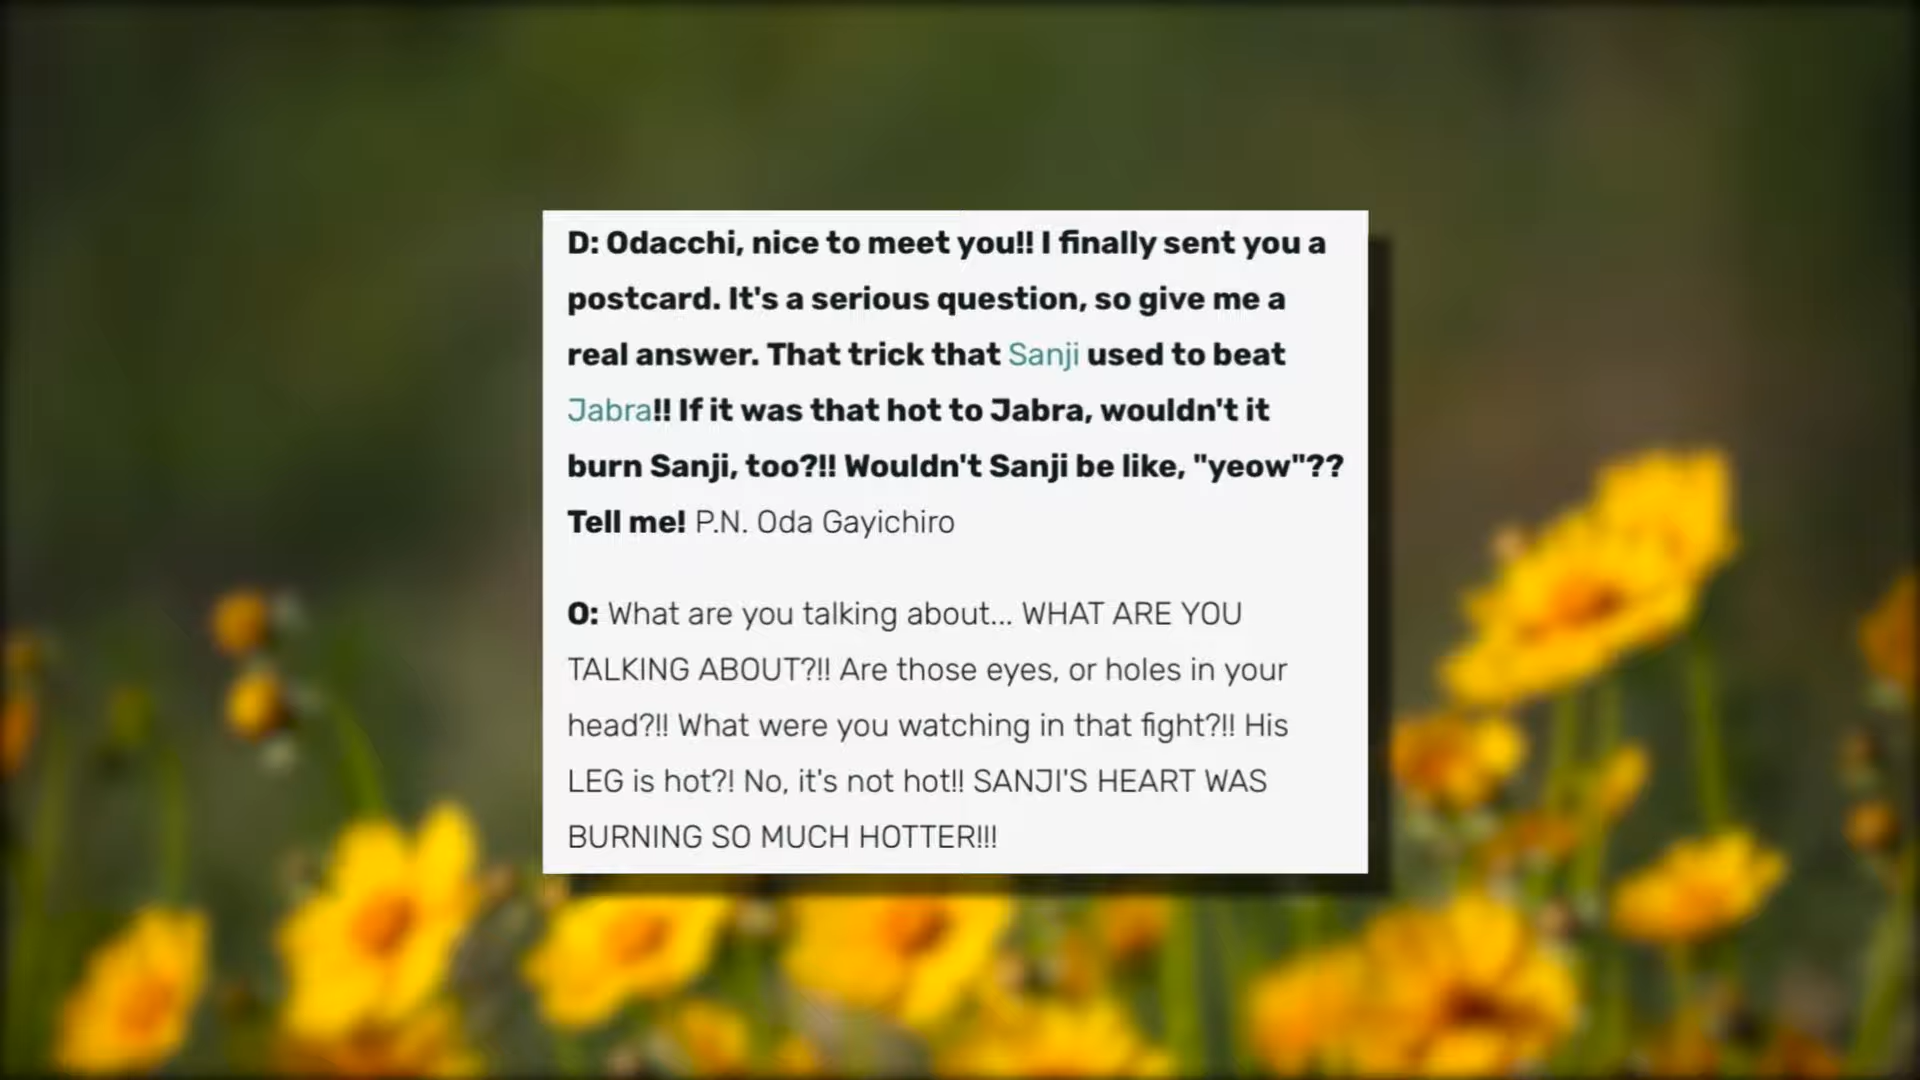 D: Odacchi, nice to meet you!! I finally sent you a
postcard. It's a serious question, so give me a
real answer. That trick that Sanji used to beat
Jabra!! If it was that hot to Jabra, wouldn't it
burn Sanji, too?!! Wouldn't Sanji be like, "yeow"??
Tell me! P.N. Oda Gayichiro
O: What are you talking about... WHAT ARE YOU
TALKING ABOUT?!! Are those eyes, or holes in your
head?!! What were you watching in that fight?!! His
LEG is hot?! No, it's not hot!! SANJI'S HEART WAS
BURNING SO MUCH HOTTER!!!